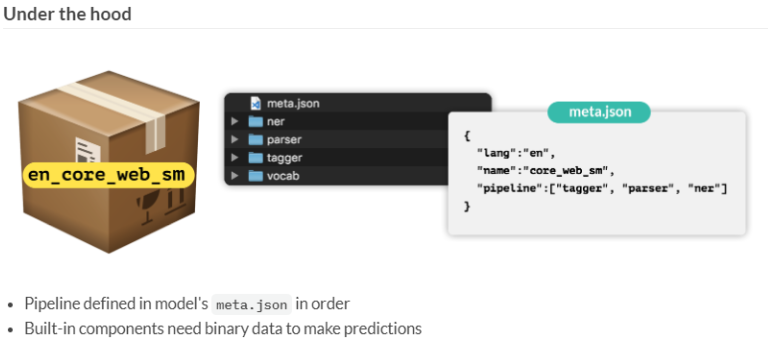 Under the hood
en_core_web_sm
meta.json
ner
parser
tagger
vocab
meta.json
{
"lang":"en",
"name":"core_web_sm",
"pipeline":["tagger", "parser", "ner"]
}
• Pipeline defined in model's meta.json in order
• Built-in components need binary data to make predictions